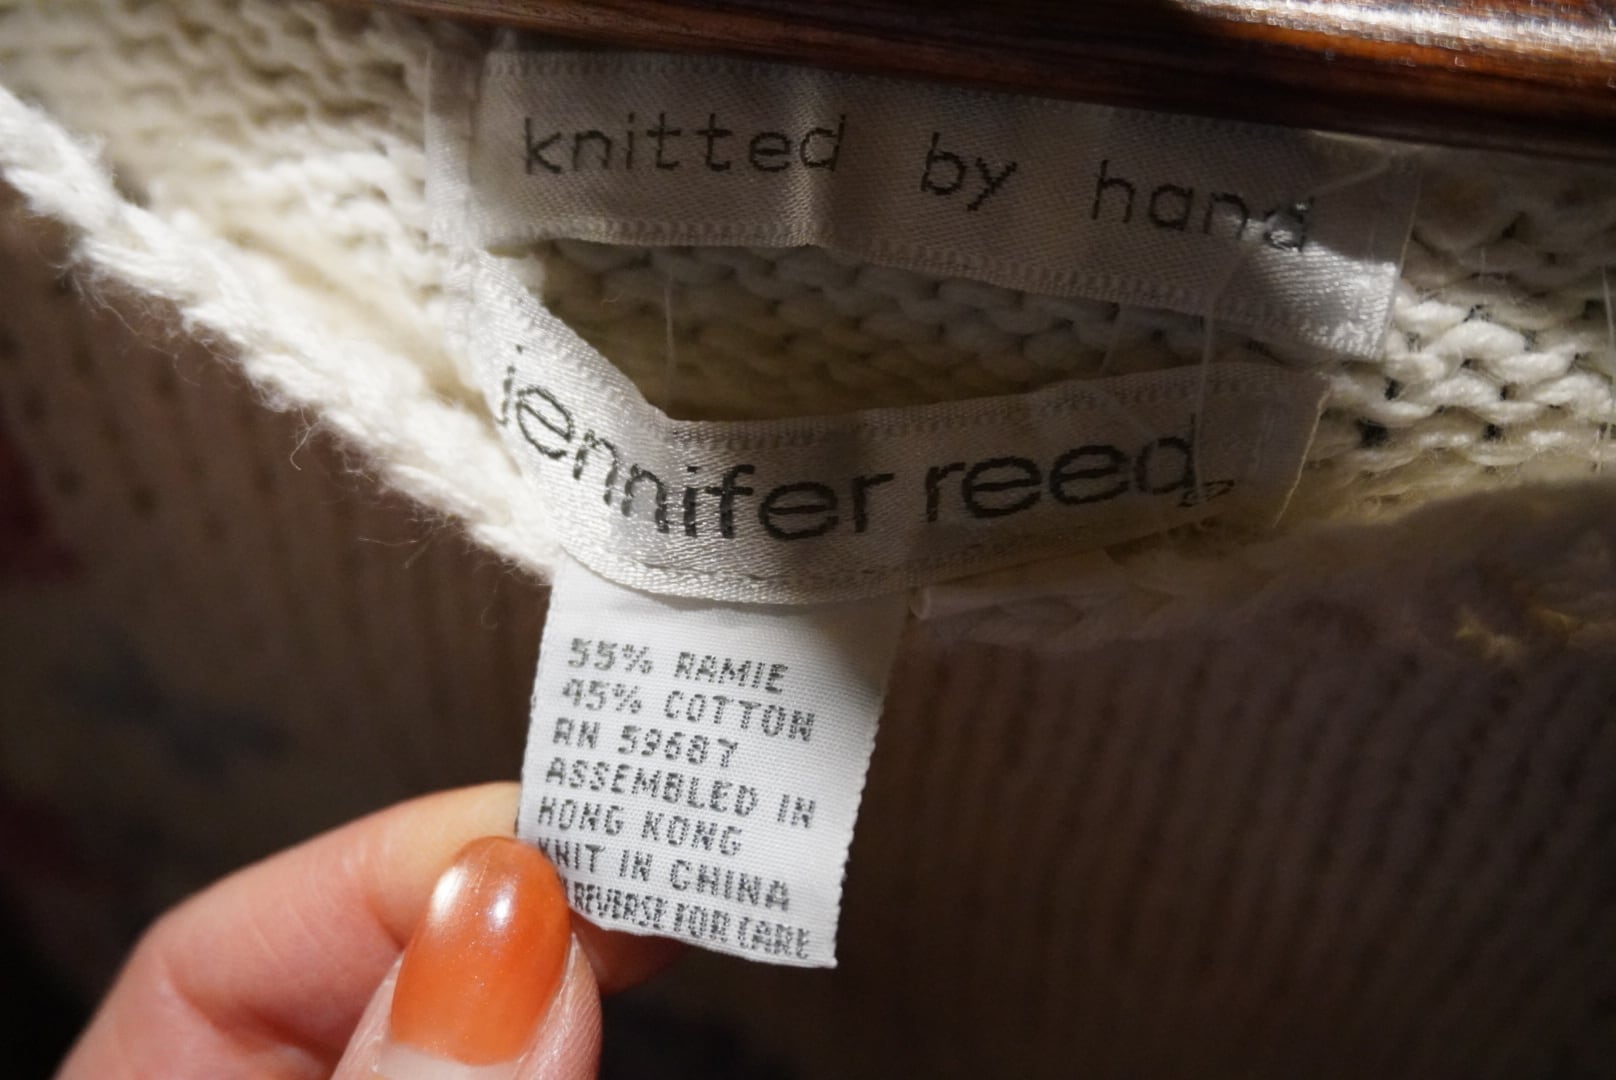 knitted by hand
jennifer reed
55% RAMIE
45% COTTON
RN 59687
ASSEMBLED IN
HONG KONG
KNIT IN CHINA
REVERSE FOR CARE